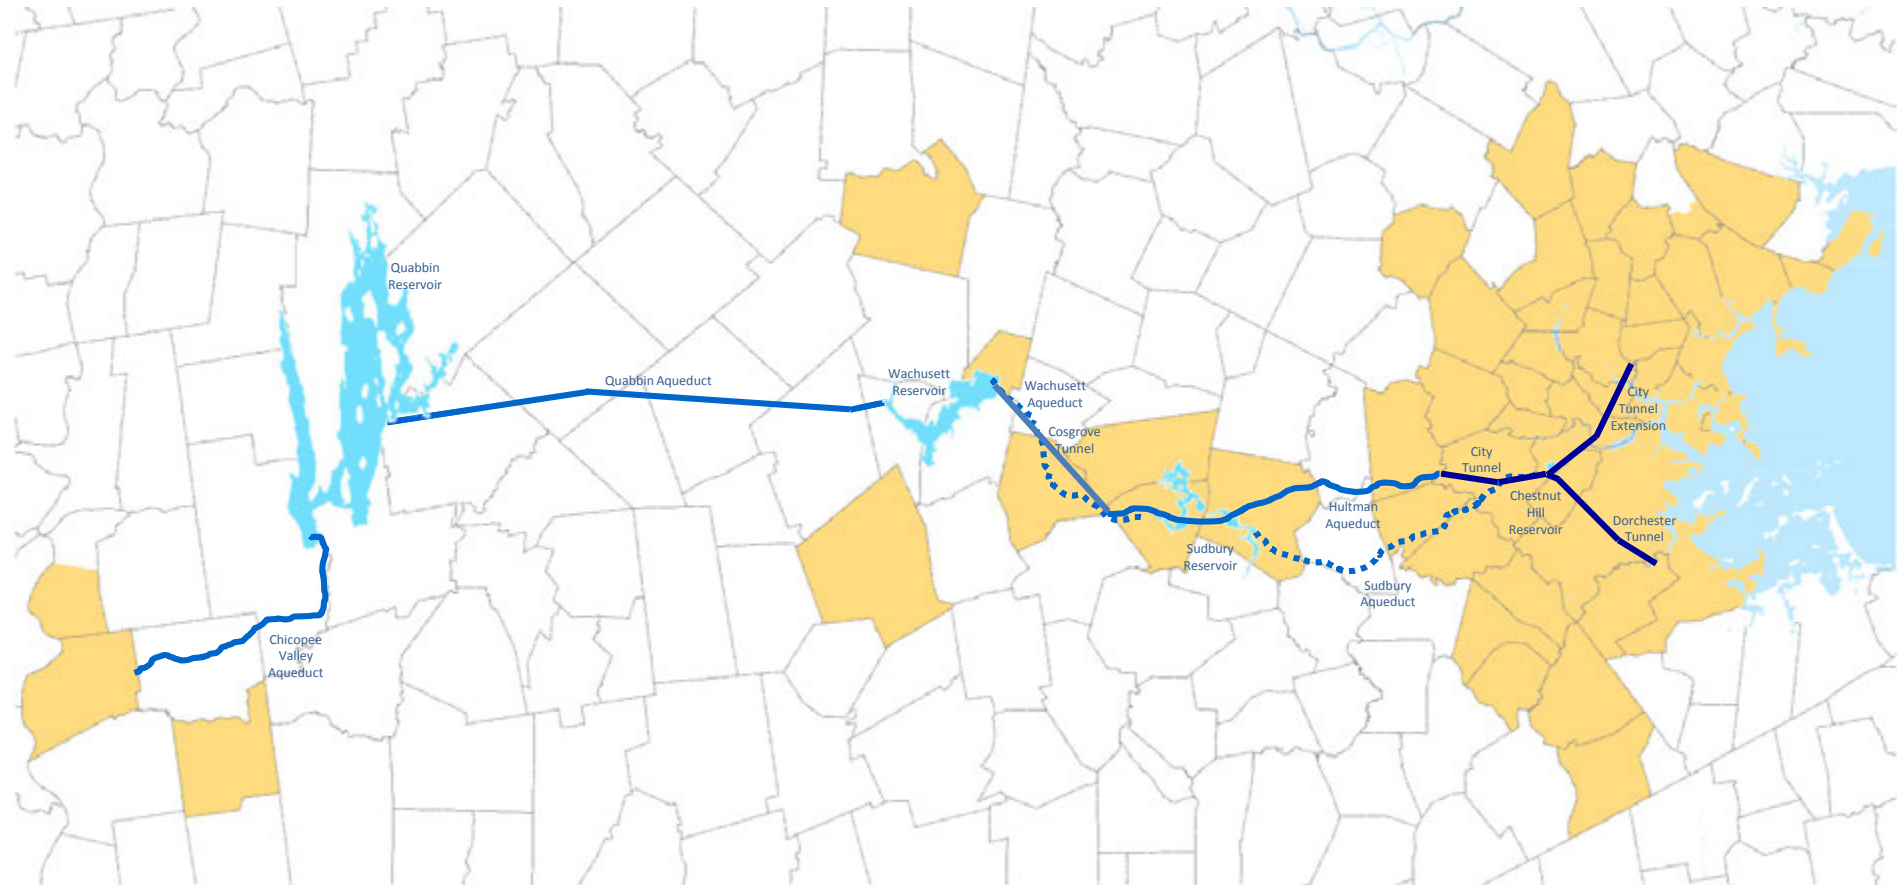 Quabbin
Reservoir
Quabbin Aqueduct
Wachusett
Reservoir
Wachusett
Aqueduct
Cosgrove
Tunnel
City
Tunnel
Extension
City
Tunnel
Chestnut
Hill
Reservoir
Hultman
Aqueduct
Dorchester
Tunnel
Sudbury
Reservoir
Sudbury
Aqueduct
Chicopee
Valley
Aqueduct